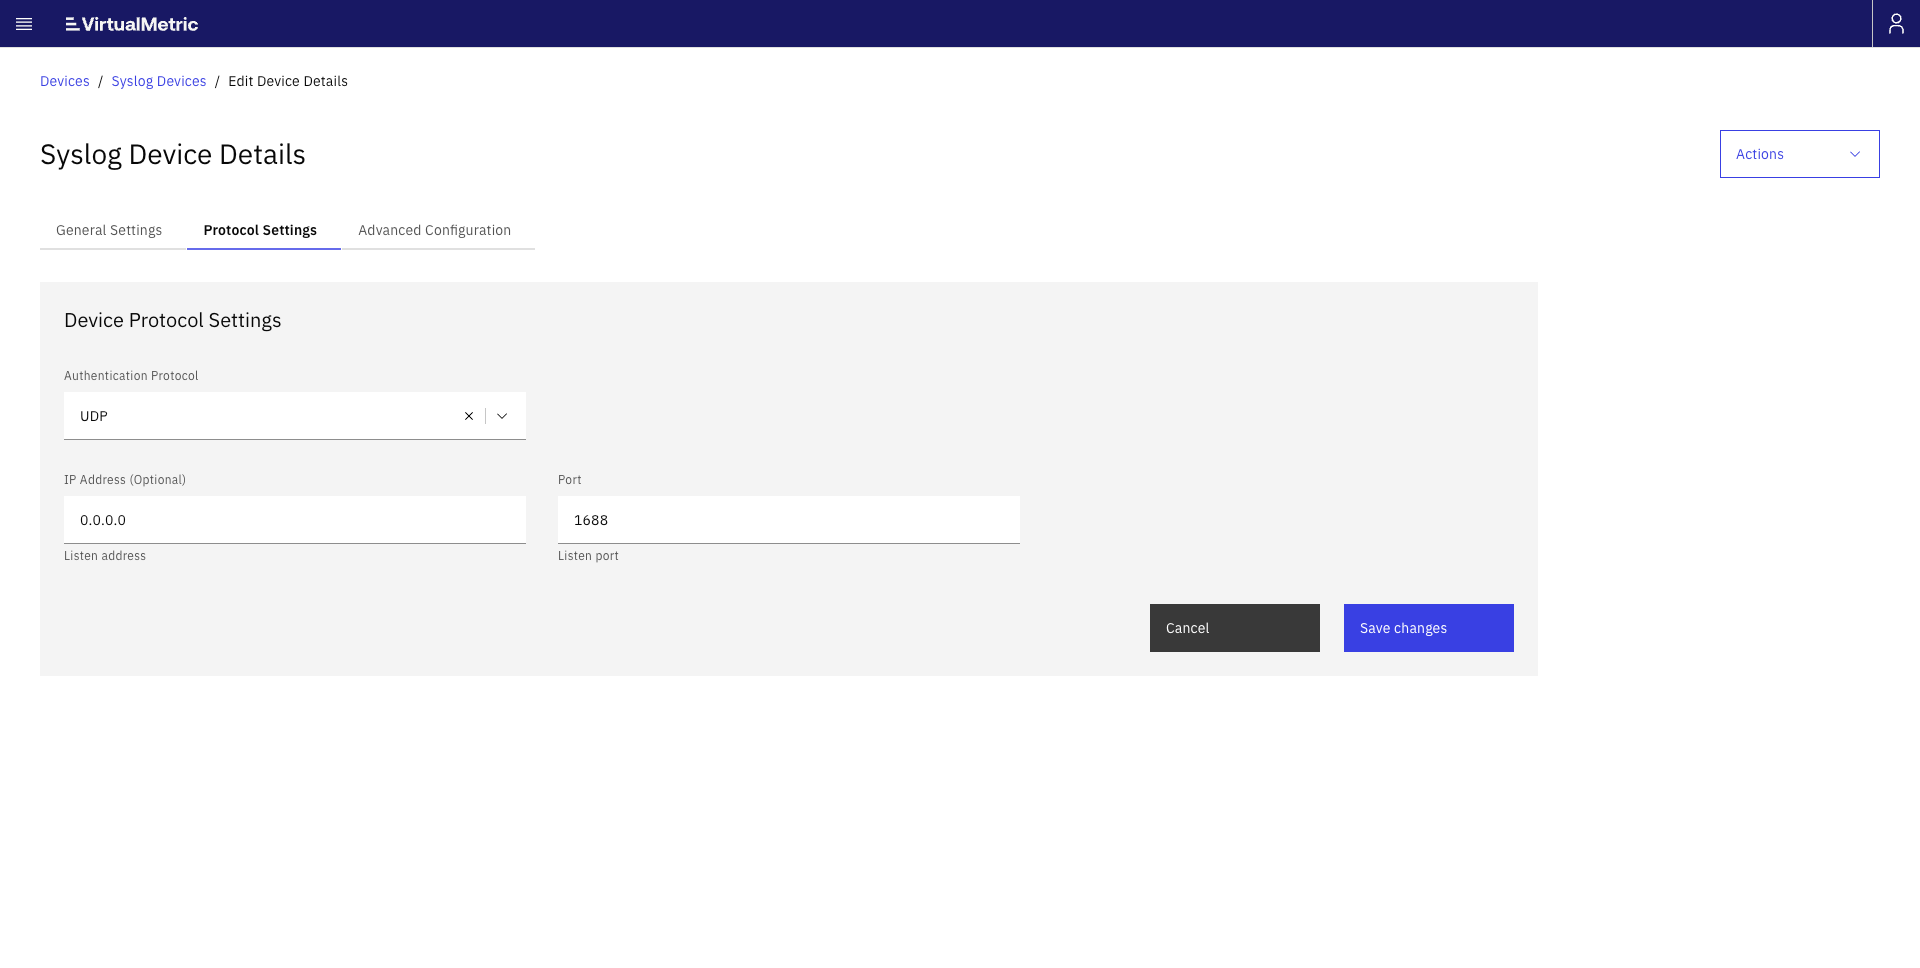 VirtualMetric
Devices / Syslog Devices / Edit Device Details
Syslog Device Details
Actions
General Settings Protocol Settings Advanced Configuration
Device Protocol Settings
Authentication Protocol
UDP
IP Address (Optional) Port
0.0.0.0 1688
Listen address Listen port
Cancel Save changes